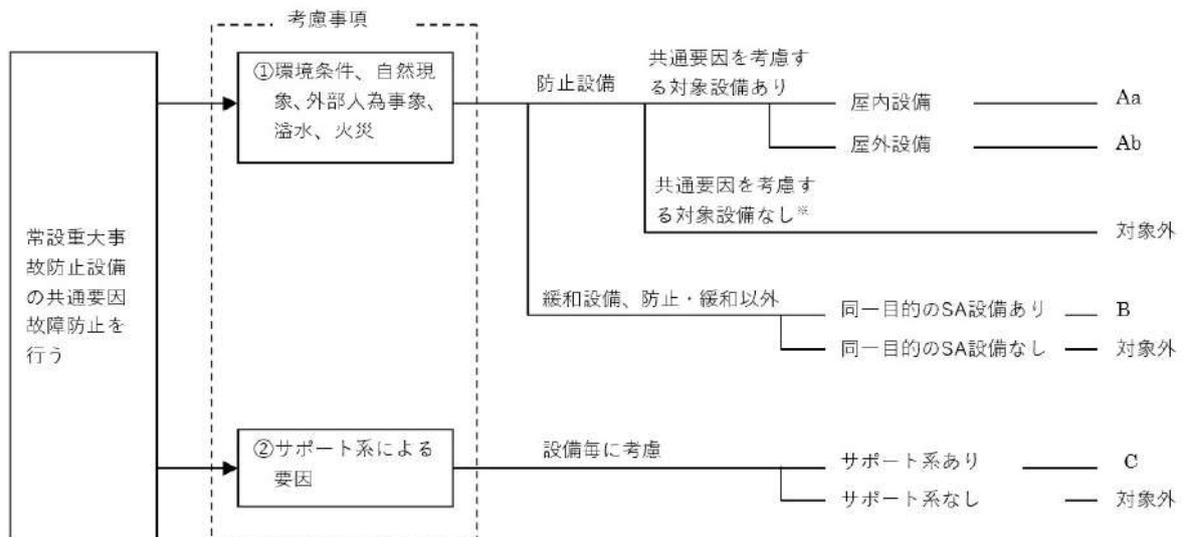 考慮事項
常設重大事
故防止設備
の共通要因
故障防止を
行う
①環境条件、自然現
象、外部人為事象、
溢水、火災
防止設備
共通要因を考慮す
る対象設備あり
屋内設備
Aa
屋外設備
Ab
共通要因を考慮す
る対象設備なし※
対象外
緩和設備、防止・緩和以外
同一目的のSA設備あり
B
同一目的のSA設備なし
対象外
②サポート系による
要因
設備毎に考慮
サポート系あり
C
サポート系なし
対象外